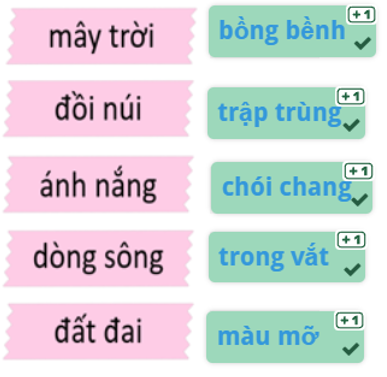 mây trời
bồng bềnh
+1
đồi núi
trập trùng
+1
ánh nắng
chói chang
+1
dòng sông
trong vắt
+1
đất đai
màu mỡ
+1